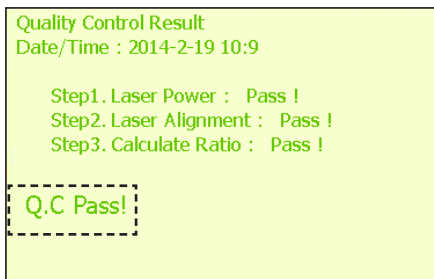 Quality Control Result
Date/Time : 2014-2-19 10:9
Step1. Laser Power : Pass !
Step2. Laser Alignment : Pass !
Step3. Calculate Ratio : Pass !
Q.C Pass!